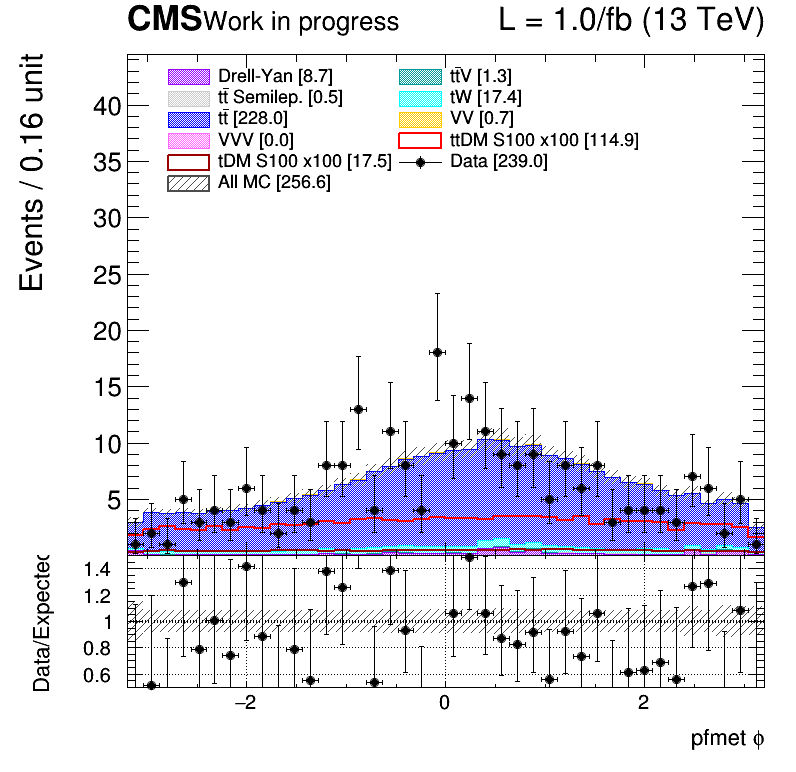 CMS Work in progress L = 1.0/fb (13 TeV)
Events / 0.16 unit
Drell-Yan [8.7] tt̄V [1.3]
tt̄ Semilep. [0.5] tW [17.4]
tt̄ [228.0] VV [0.7]
VVV [0.0] ttDM S100 x100 [114.9]
tDM S100 x100 [17.5] Data [239.0]
All MC [256.6]
40
35
30
25
20
15
10
5
Data/Expected
1.4
1.2
1
0.8
0.6
−2 0 2
pfmet ϕ